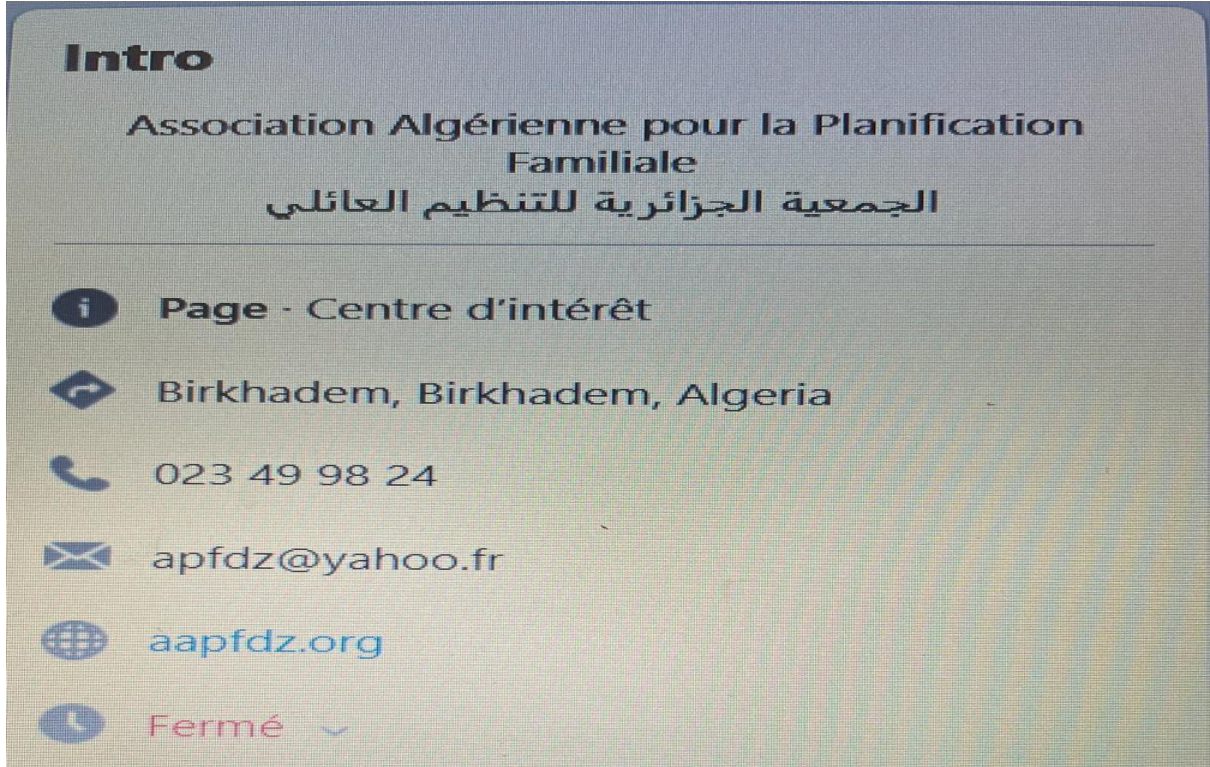 Intro
Association Algérienne pour la Planification
Familiale
الجمعية الجزائرية للتنظيم العائلي
Page · Centre d'intérêt
Birkhadem, Birkhadem, Algeria
023 49 98 24
apfdz@yahoo.fr
aapfdz.org
Fermé